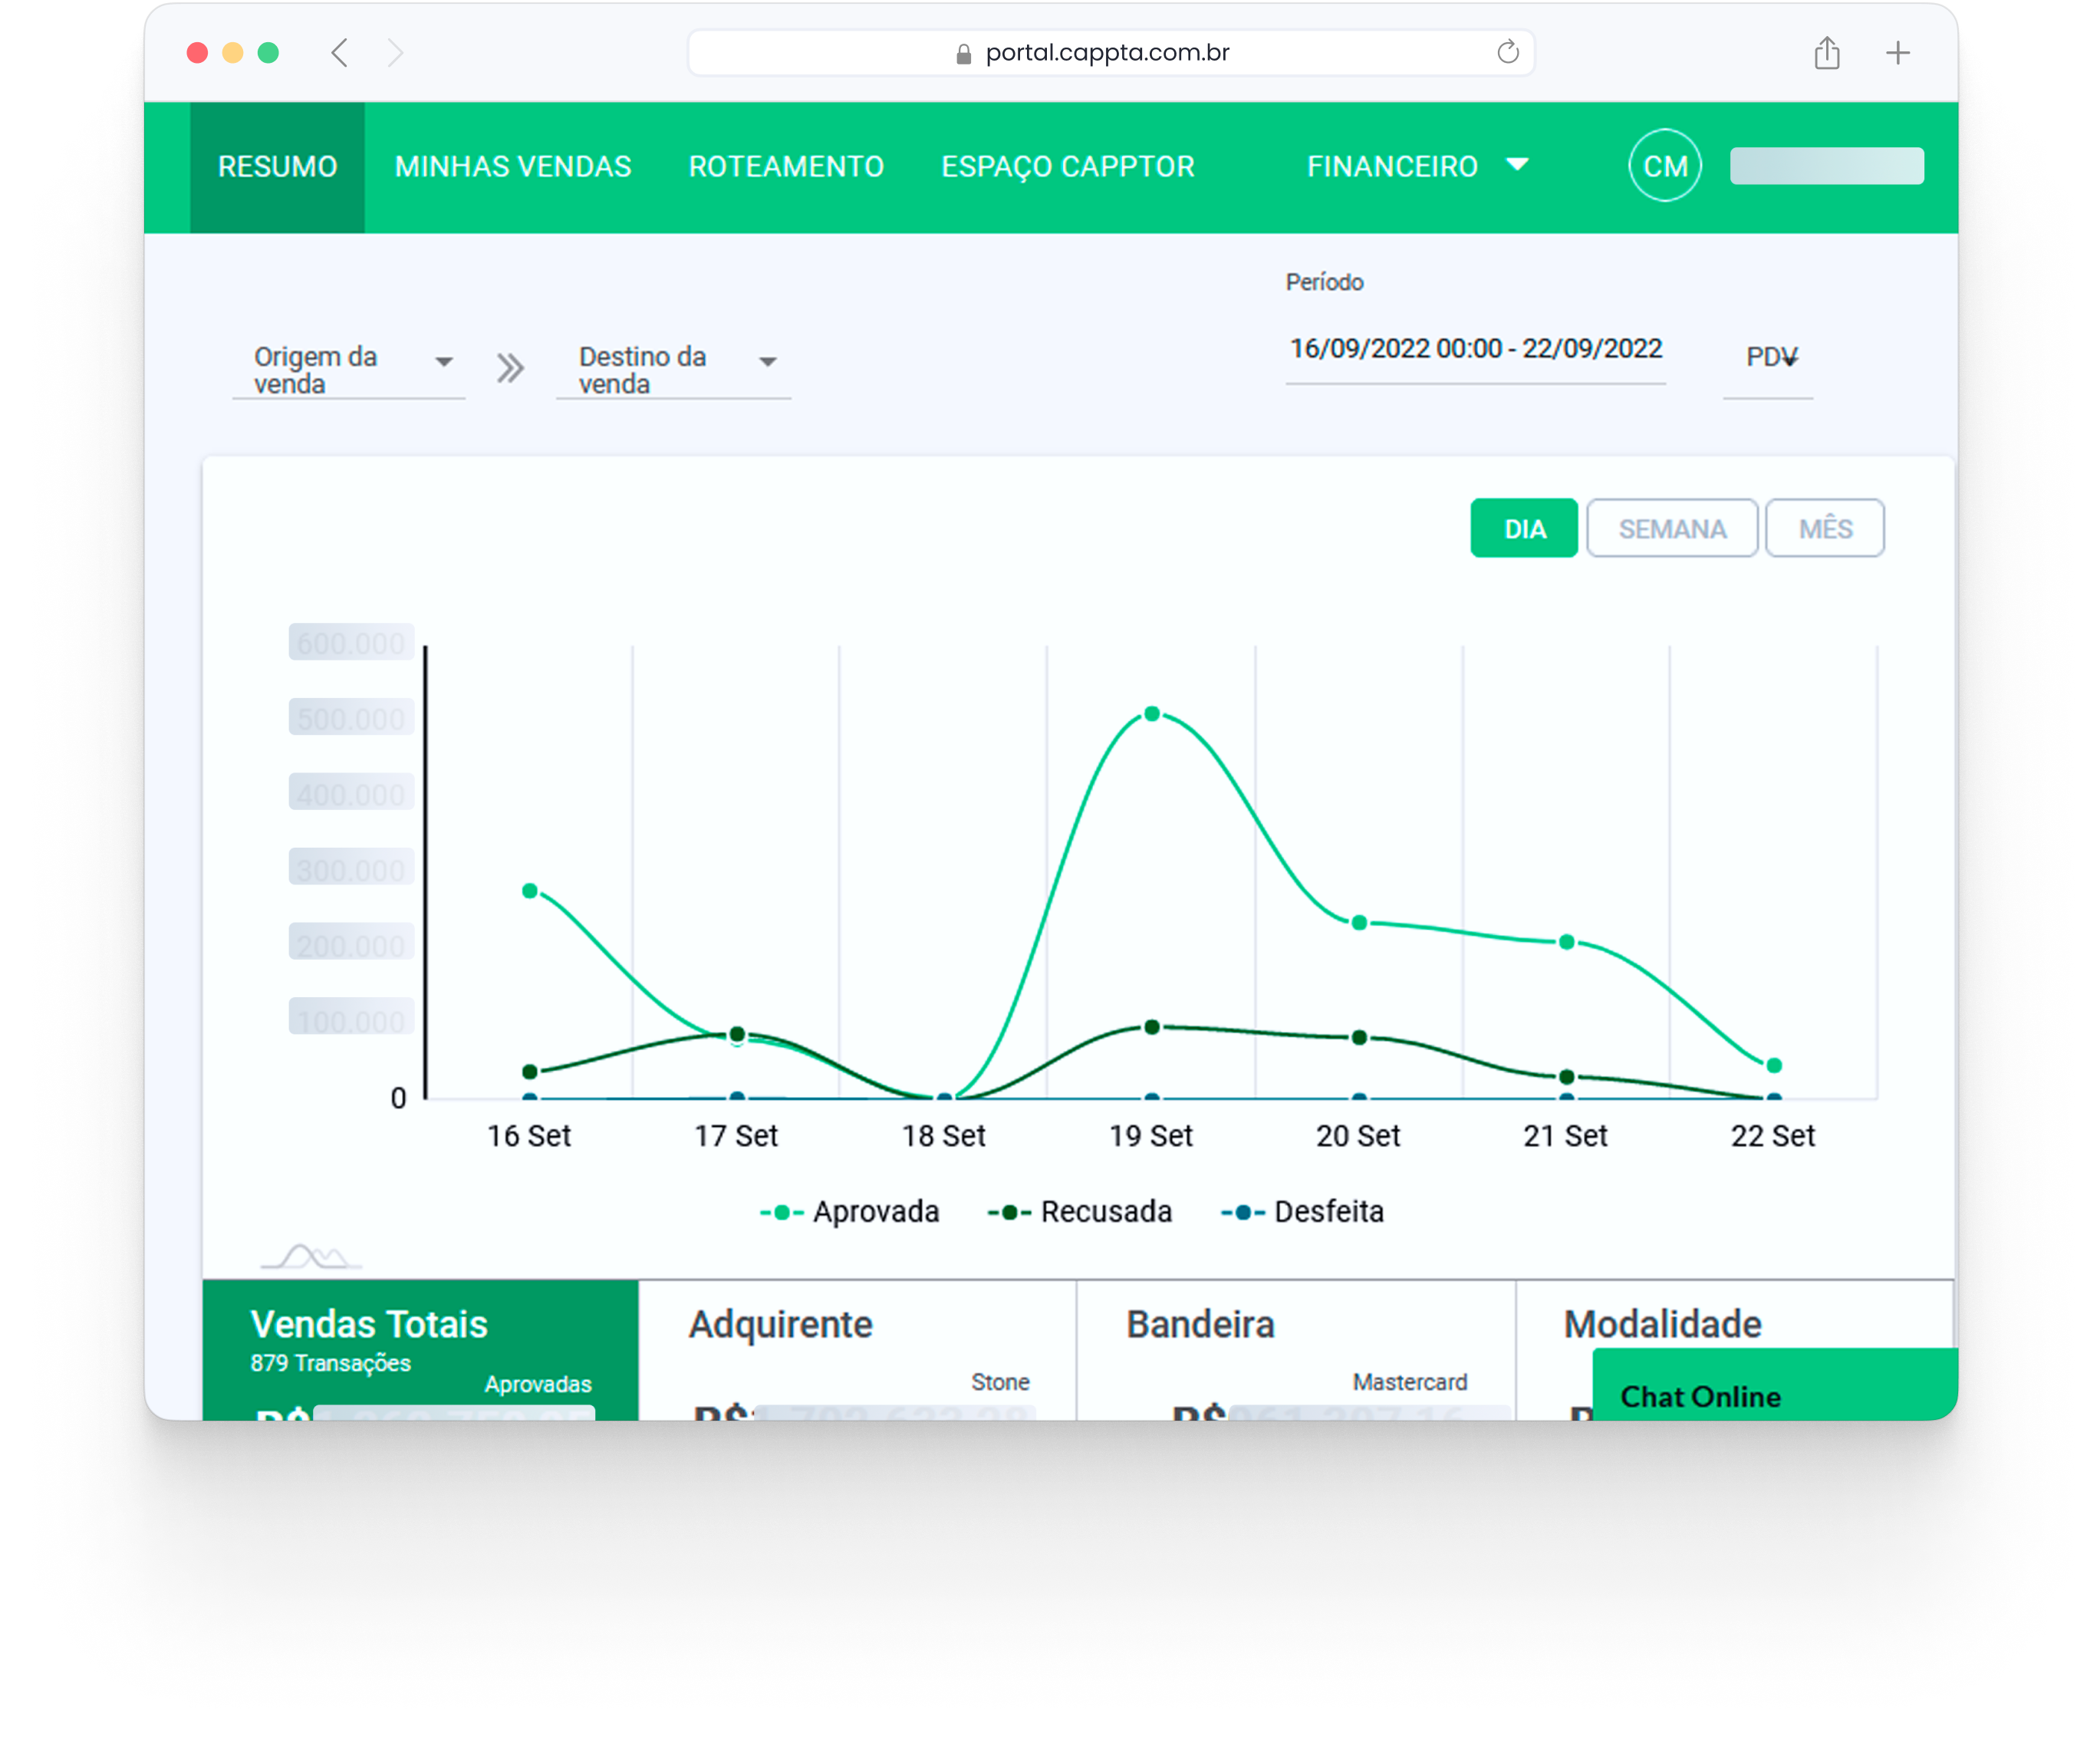 portal.cappta.com.br
RESUMO MINHAS VENDAS ROTEAMENTO ESPAÇO CAPPTOR FINANCEIRO CM
Período
Origem da venda
Destino da venda
16/09/2022 00:00 - 22/09/2022
PDV
DIA SEMANA MÊS
600.000
500.000
400.000
300.000
200.000
100.000
0
16 Set 17 Set 18 Set 19 Set 20 Set 21 Set 22 Set
Aprovada Recusada Desfeita
Vendas Totais
879 Transações
Aprovadas
R$
Adquirente
Stone
R$
Bandeira
Mastercard
R$
Modalidade
Chat Online